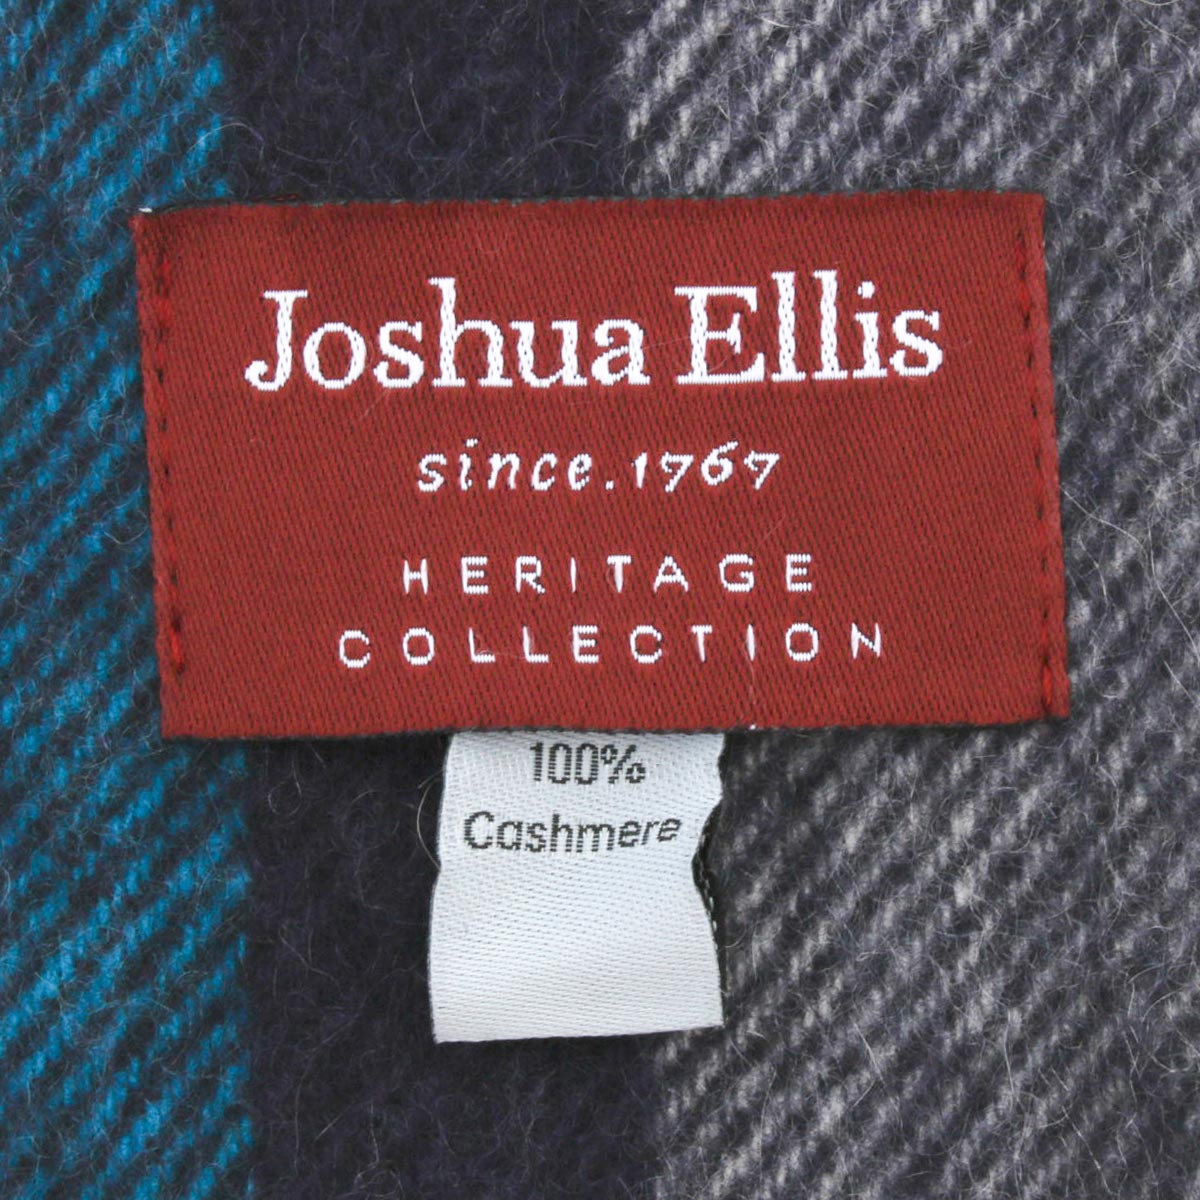 Joshua Ellis
since.1767
HERITAGE
COLLECTION
100%
Cashmere